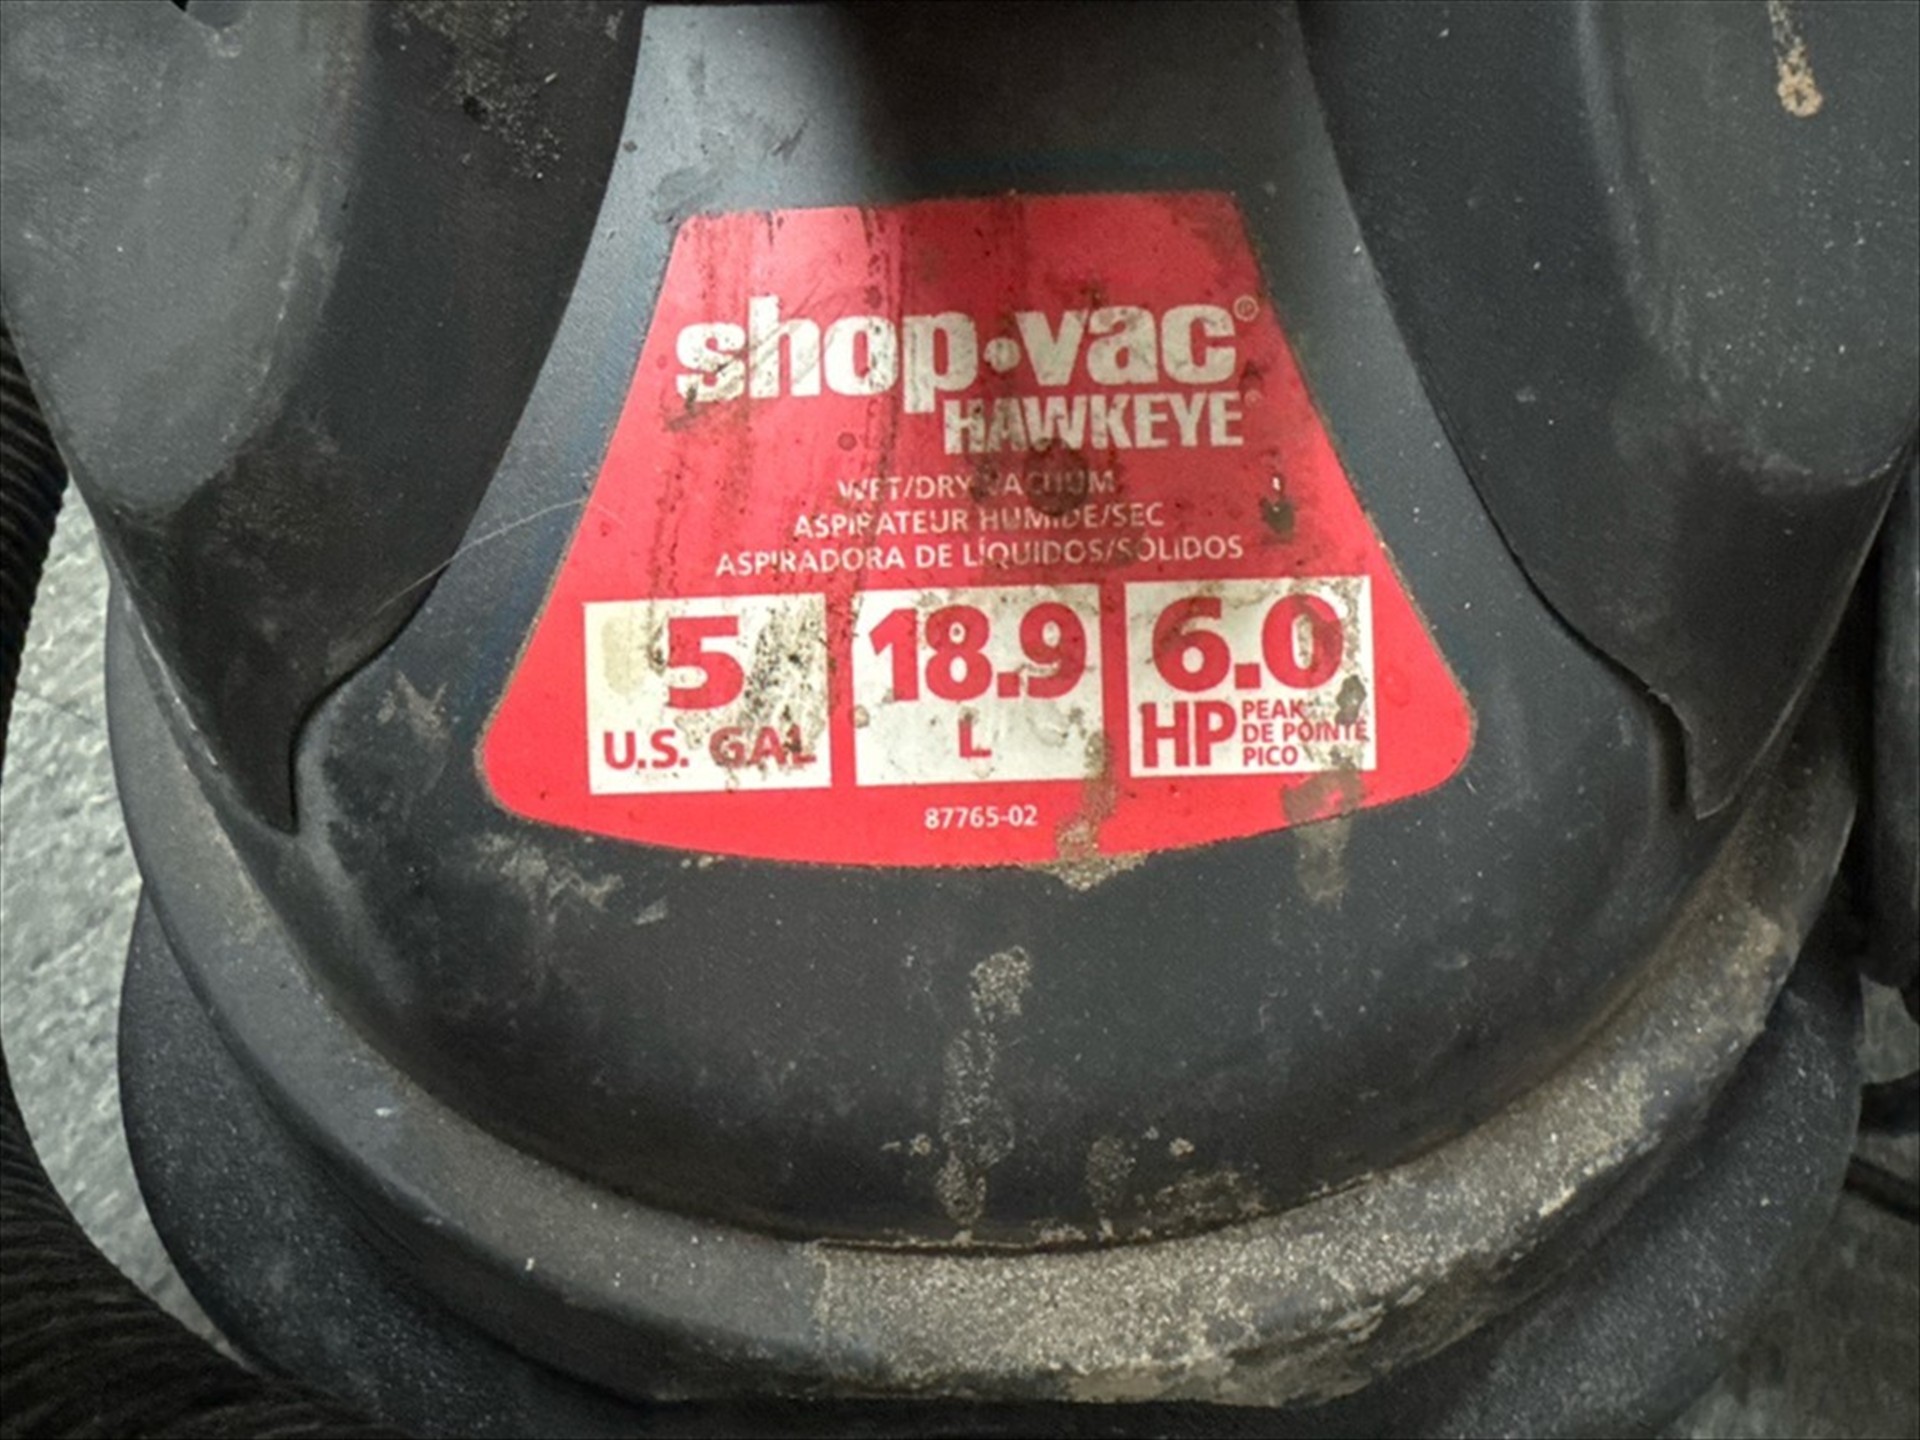 shop·vac®
HAWKEYE®
WET/DRY VACUUM
ASPIRATEUR HUMIDE/SEC
ASPIRADORA DE LÍQUIDOS/SÓLIDOS
5
U.S. GAL
18.9
L
6.0
HP
PEAK
DE POINTE
PICO
87765-02